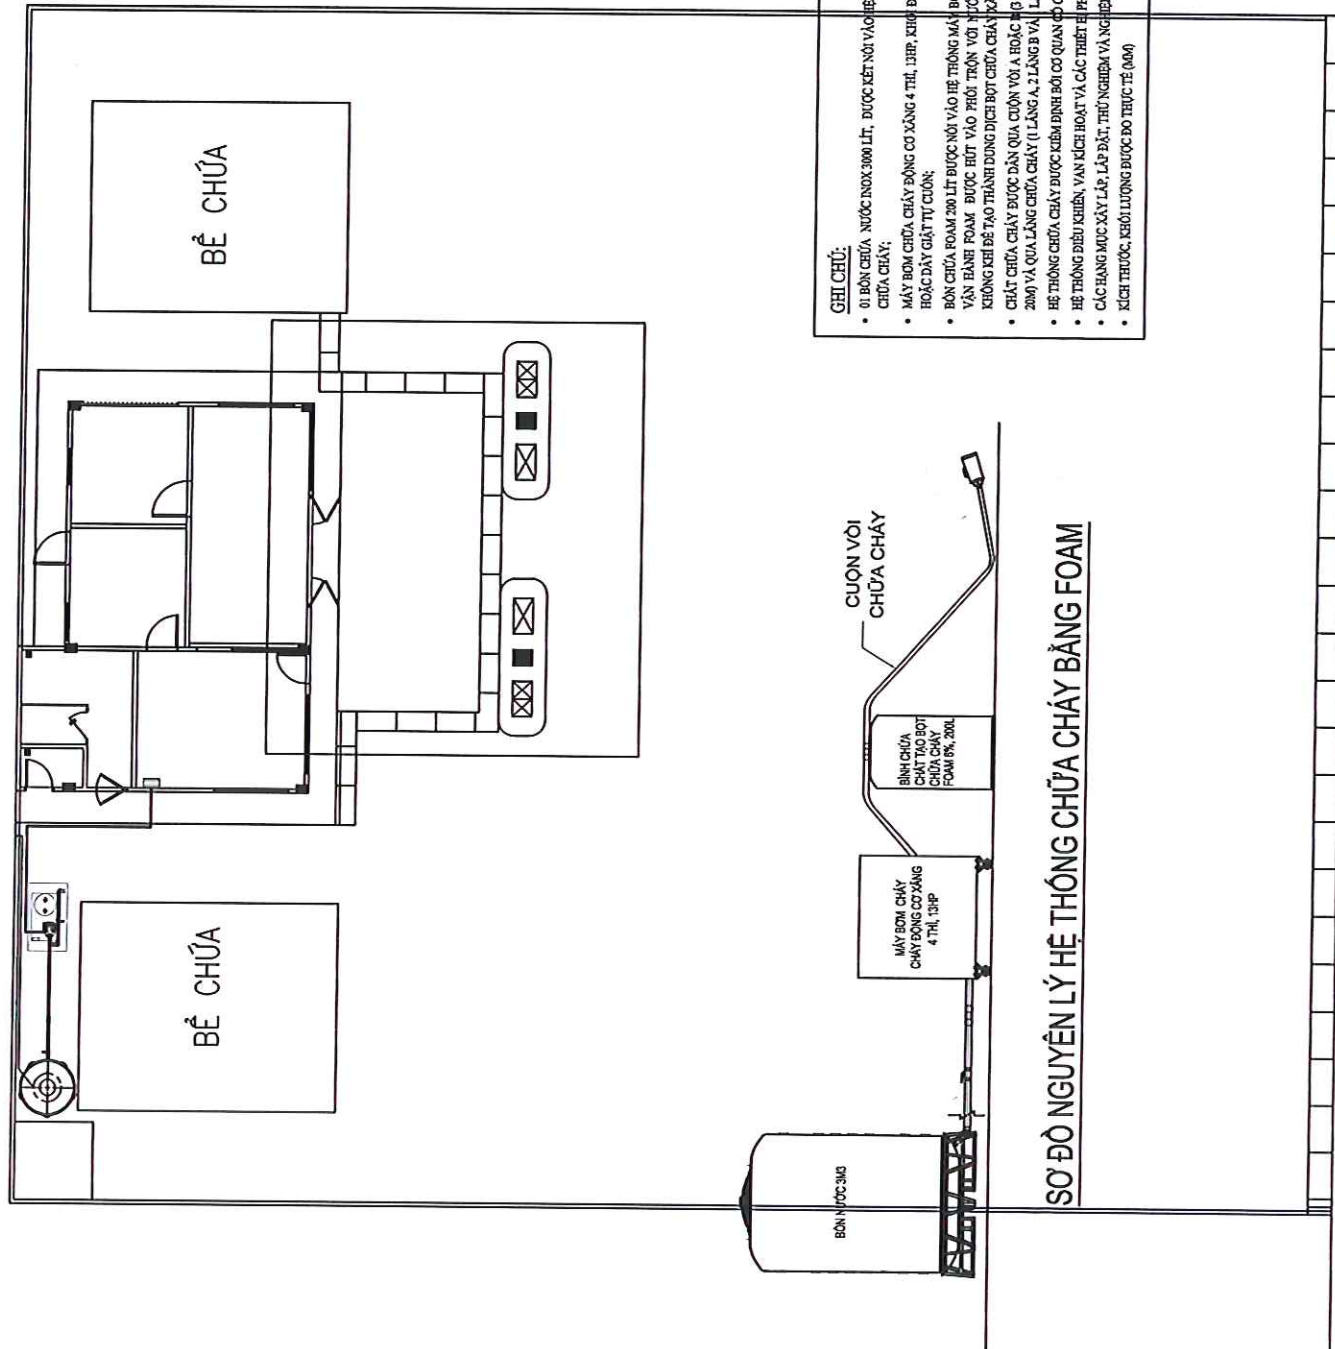 BỂ CHỨA
BỂ CHỨA
BỒN NƯỚC 3M3
MÁY BƠM CHÁY
CHẠY ĐỘNG CƠ XĂNG
4 THÌ, 13HP
BÌNH CHỨA
CHẤT TẠO BỌT
CHỮA CHÁY
FOAM 6%, 200L
CUỘN VÒI
CHỮA CHÁY
SƠ ĐỒ NGUYÊN LÝ HỆ THỐNG CHỮA CHÁY BẰNG FOAM
GHI CHÚ:
• 01 BỒN CHỨA NƯỚC INOX 3000 LÍT, ĐƯỢC KẾT NỐI VÀO HỆ
CHỮA CHÁY;
• MÁY BƠM CHỮA CHÁY ĐỘNG CƠ XĂNG 4 THÌ, 13HP, KHỞI
HOẶC DÂY GIẬT TỰ CUỐN;
• BỒN CHỨA FOAM 200 LÍT ĐƯỢC NỐI VÀO HỆ THỐNG MÁY
VẬN HÀNH FOAM ĐƯỢC HÚT VÀO PHỐI TRỘN VỚI
KHÔNG KHÍ ĐỂ TẠO THÀNH DUNG DỊCH BỌT CHỮA CHÁY
• CHẤT CHỮA CHÁY ĐƯỢC DẪN QUA CUỘN VÒI A HOẶC
20M) VÀ QUA LĂNG CHỮA CHÁY (1 LĂNG A, 2 LĂNG B VÀ
• HỆ THỐNG CHỮA CHÁY ĐƯỢC KIỂM ĐỊNH BỞI CƠ QUAN CÓ
• HỆ THỐNG ĐIỀU KHIỂN, VAN KÍCH HOẠT VÀ CÁC THIẾT BỊ
• CÁC HẠNG MỤC XÂY LẮP, LẮP ĐẶT, THỬ NGHIỆM VÀ
• KÍCH THƯỚC, KHỐI LƯỢNG ĐƯỢC ĐO THỰC TẾ (MM)